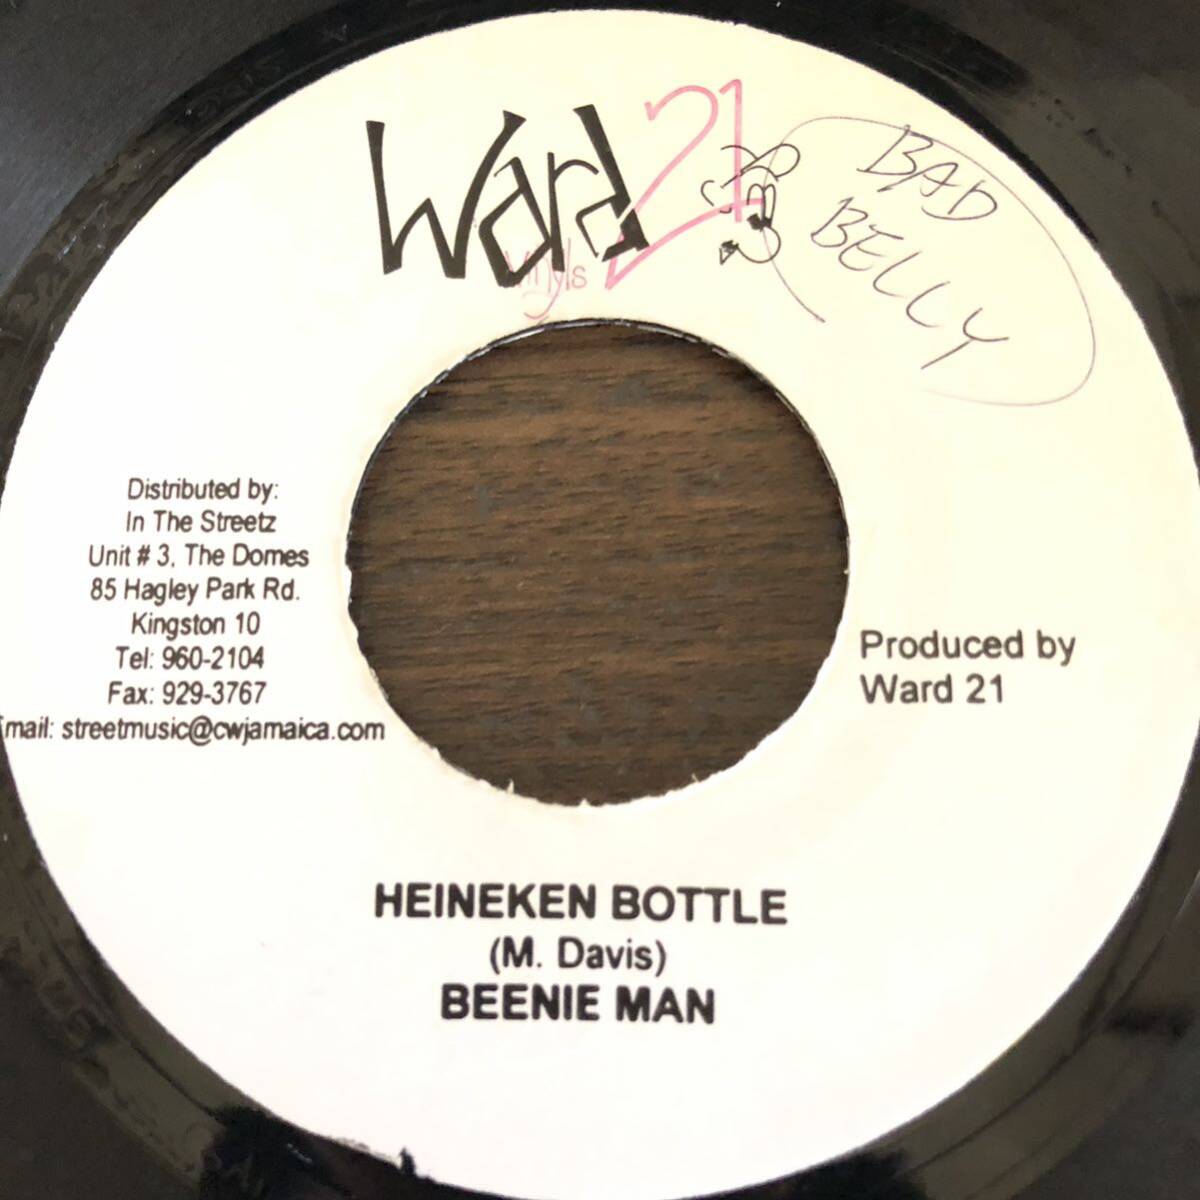 Ward 21
Vinyls
BAD
BELLY
Distributed by:
In The Streetz
Unit # 3, The Domes
85 Hagley Park Rd.
Kingston 10
Tel: 960-2104
Fax: 929-3767
Email: streetmusic@cwjamaica.com
Produced by
Ward 21
HEINEKEN BOTTLE
(M. Davis)
BEENIE MAN